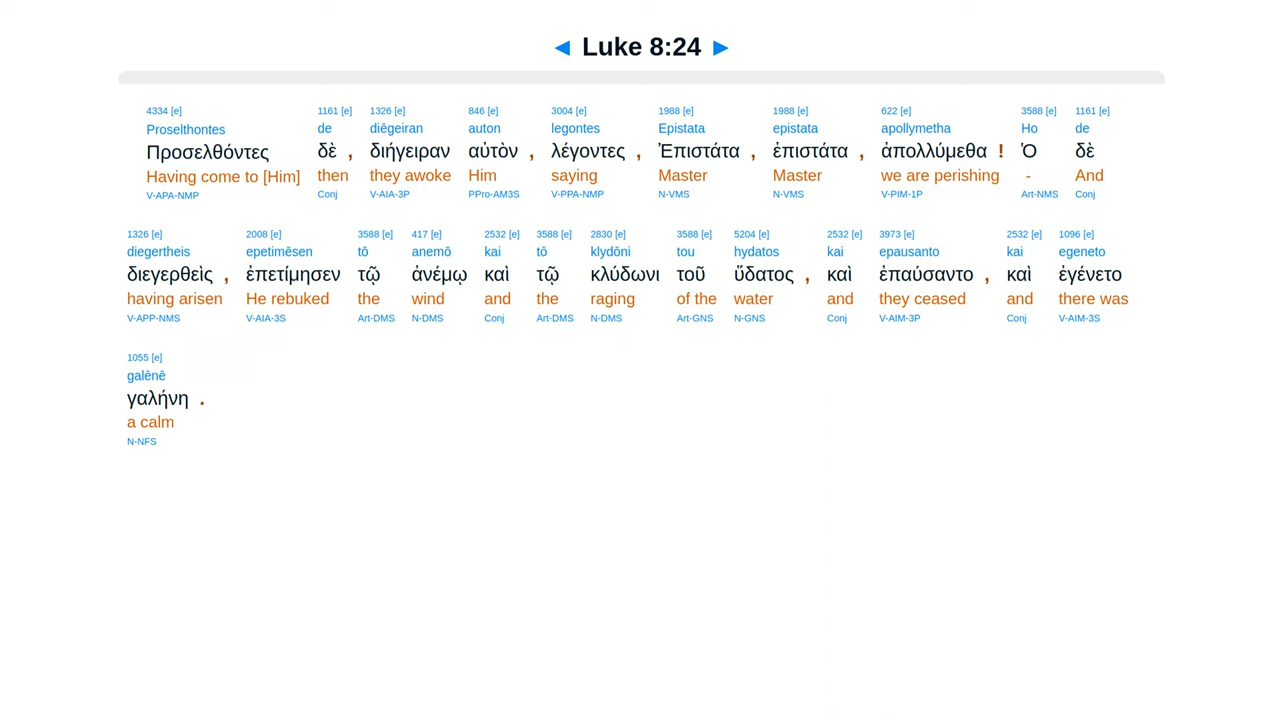 ◄ Luke 8:24 ►
4334 [e] 1161 [e] 1326 [e] 846 [e] 3004 [e] 1988 [e] 1988 [e] 622 [e] 3588 [e] 1161 [e]
Proselthontes de diēgeiran auton legontes Epistata epistata apollymetha Ho de
Προσελθόντες δὲ , διήγειραν αὐτὸν , λέγοντες , Ἐπιστάτα , ἐπιστάτα , ἀπολλύμεθα ! Ὁ δὲ
Having come to [Him] then they awoke Him saying Master Master we are perishing - And
V-APA-NMP Conj V-AIA-3P PPro-AM3S V-PPA-NMP N-VMS N-VMS V-PIM-1P Art-NMS Conj
1326 [e] 2008 [e] 3588 [e] 417 [e] 2532 [e] 3588 [e] 2830 [e] 3588 [e] 5204 [e] 2532 [e] 3973 [e] 2532 [e] 1096 [e]
diegertheis epetimēsen tō anemō kai tō klydōni tou hydatos kai epausanto kai egeneto
διεγερθεὶς , ἐπετίμησεν τῷ ἀνέμῳ καὶ τῷ κλύδωνι τοῦ ὕδατος , καὶ ἐπαύσαντο , καὶ ἐγένετο
having arisen He rebuked the wind and the raging of the water and they ceased and there was
V-APP-NMS V-AIA-3S Art-DMS N-DMS Conj Art-DMS N-DMS Art-GNS N-GNS Conj V-AIM-3P Conj V-AIM-3S
1055 [e]
galēnē
γαλήνη .
a calm
N-NFS